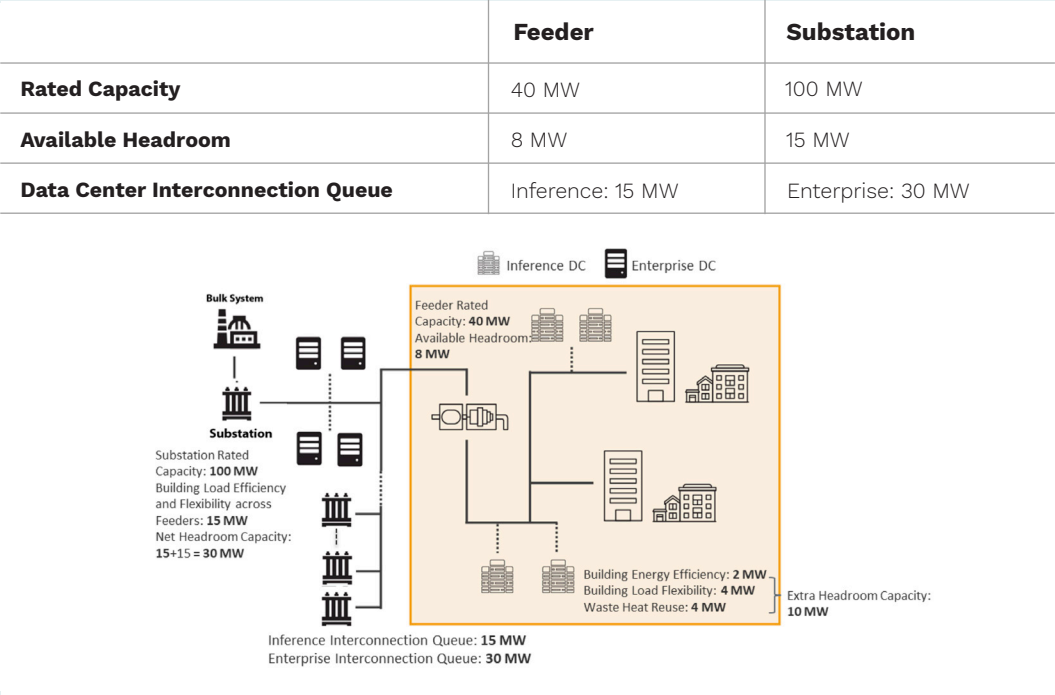 Feeder Substation
Rated Capacity 40 MW 100 MW
Available Headroom 8 MW 15 MW
Data Center Interconnection Queue Inference: 15 MW Enterprise: 30 MW
Inference DC Enterprise DC
Bulk System
Feeder Rated
Capacity: 40 MW
Available Headroom:
8 MW
Substation
Substation Rated
Capacity: 100 MW
Building Load Efficiency
and Flexibility across
Feeders: 15 MW
Net Headroom Capacity:
15+15 = 30 MW
Building Energy Efficiency: 2 MW
Building Load Flexibility: 4 MW
Waste Heat Reuse: 4 MW
Extra Headroom Capacity:
10 MW
Inference Interconnection Queue: 15 MW
Enterprise Interconnection Queue: 30 MW